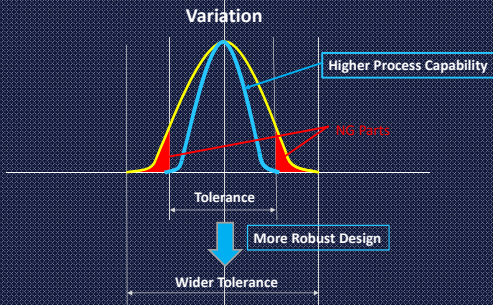 Variation
Higher Process Capability
NG Parts
Tolerance
More Robust Design
Wider Tolerance